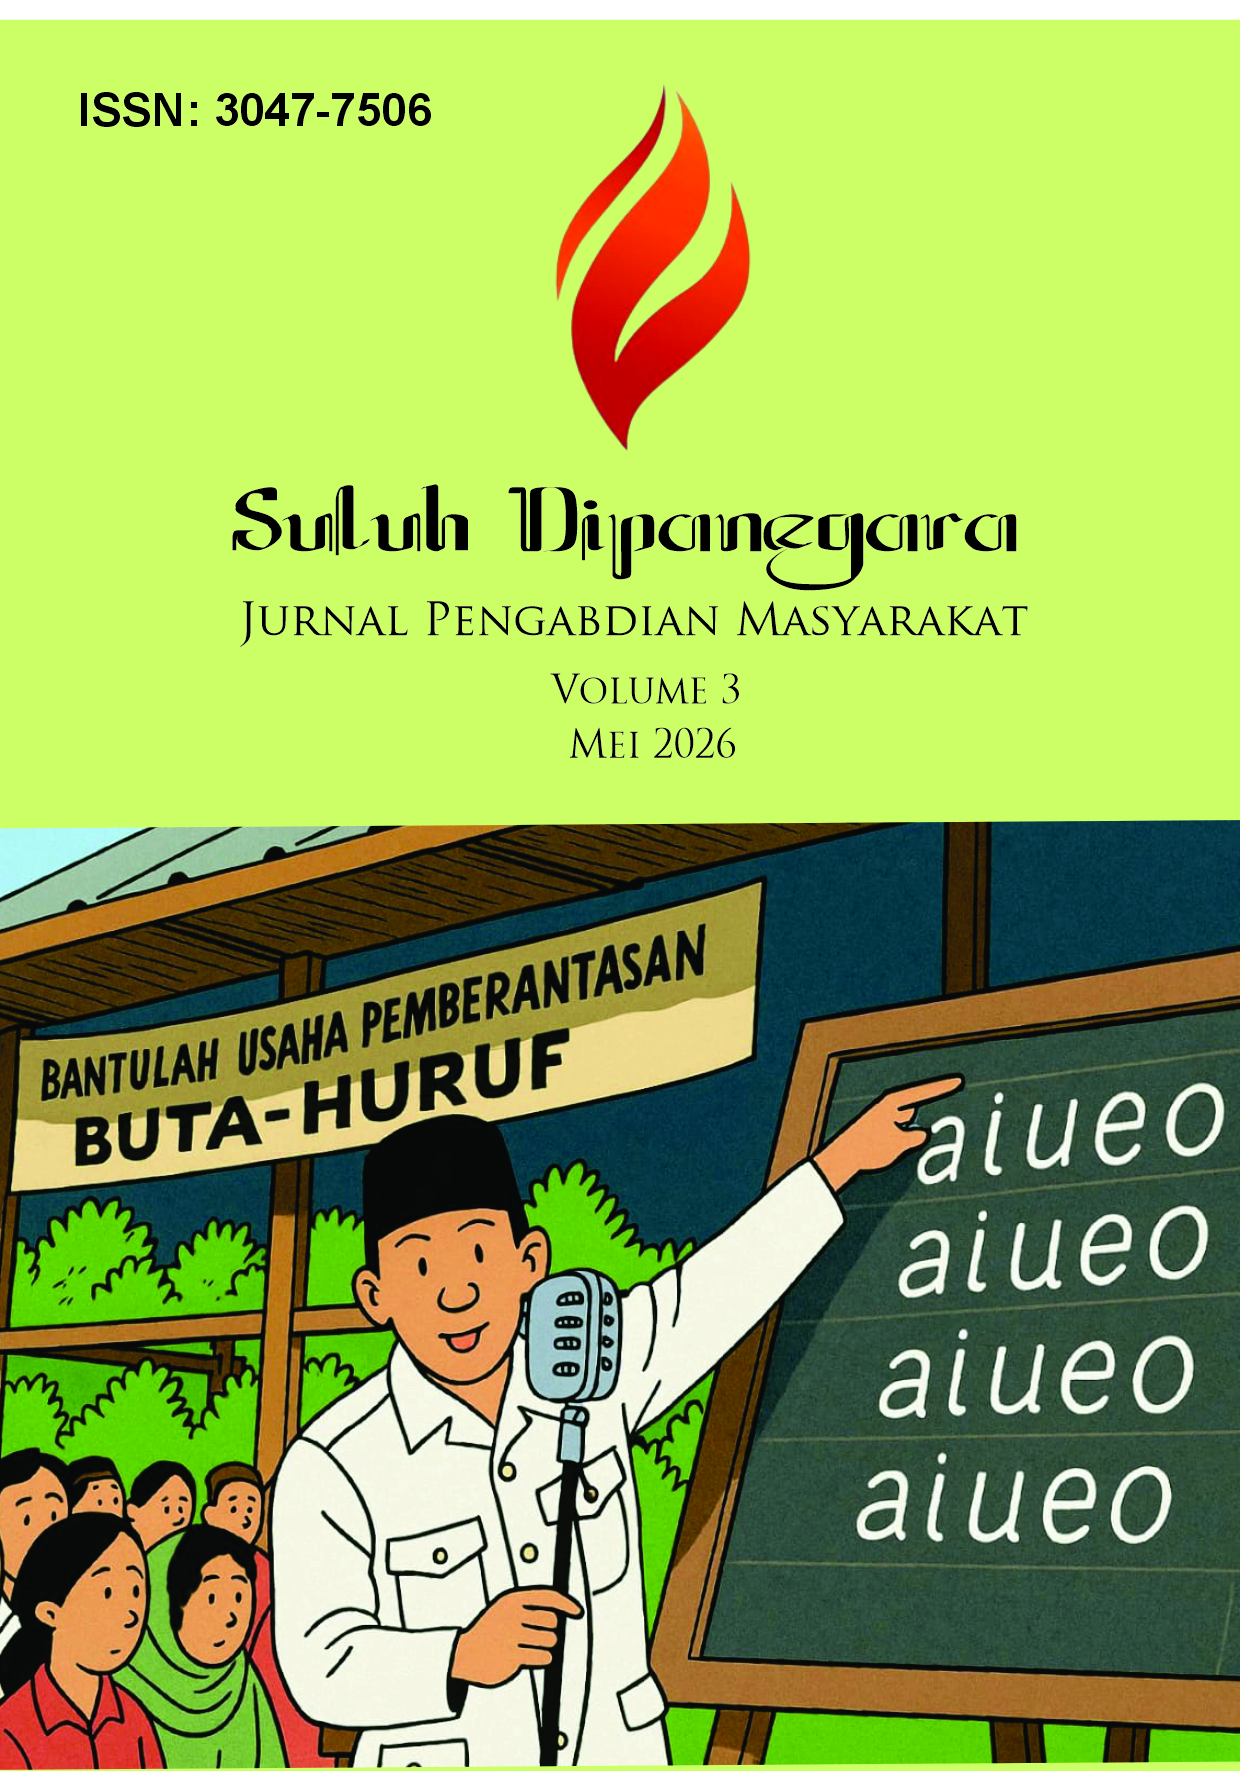 ISSN: 3047-7506
Suluh Dipanegara
Jurnal Pengabdian Masyarakat
Volume 3
Mei 2026
BANTULAH USAHA PEMBERANTASAN
BUTA-HURUF
aiueo
aiueo
aiueo
aiueo